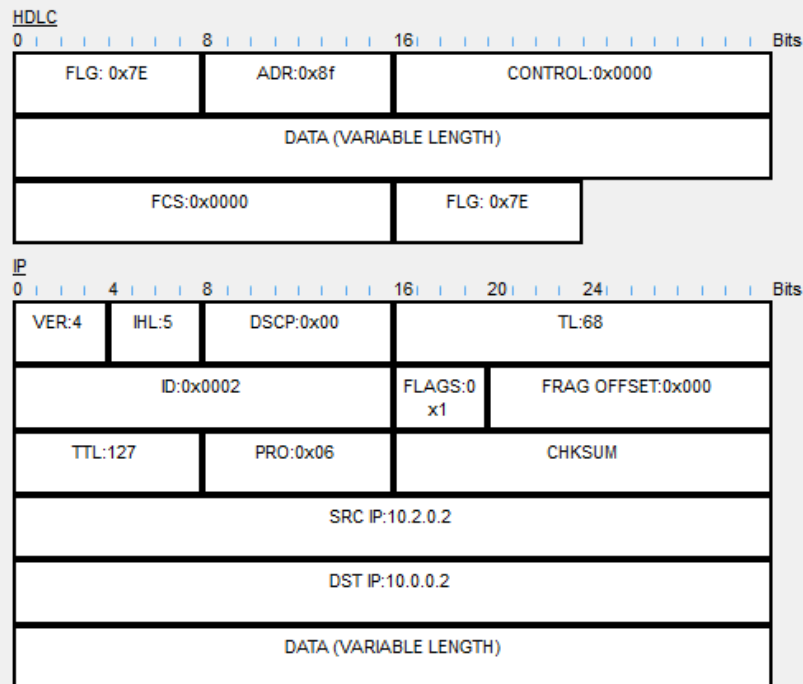 HDLC
0 8 16 Bits
FLG: 0x7E ADR:0x8f CONTROL:0x0000
DATA (VARIABLE LENGTH)
FCS:0x0000 FLG: 0x7E
IP
0 4 8 16 20 24 Bits
VER:4 IHL:5 DSCP:0x00 TL:68
ID:0x0002 FLAGS:0 FRAG OFFSET:0x000
x1
TTL:127 PRO:0x06 CHKSUM
SRC IP:10.2.0.2
DST IP:10.0.0.2
DATA (VARIABLE LENGTH)